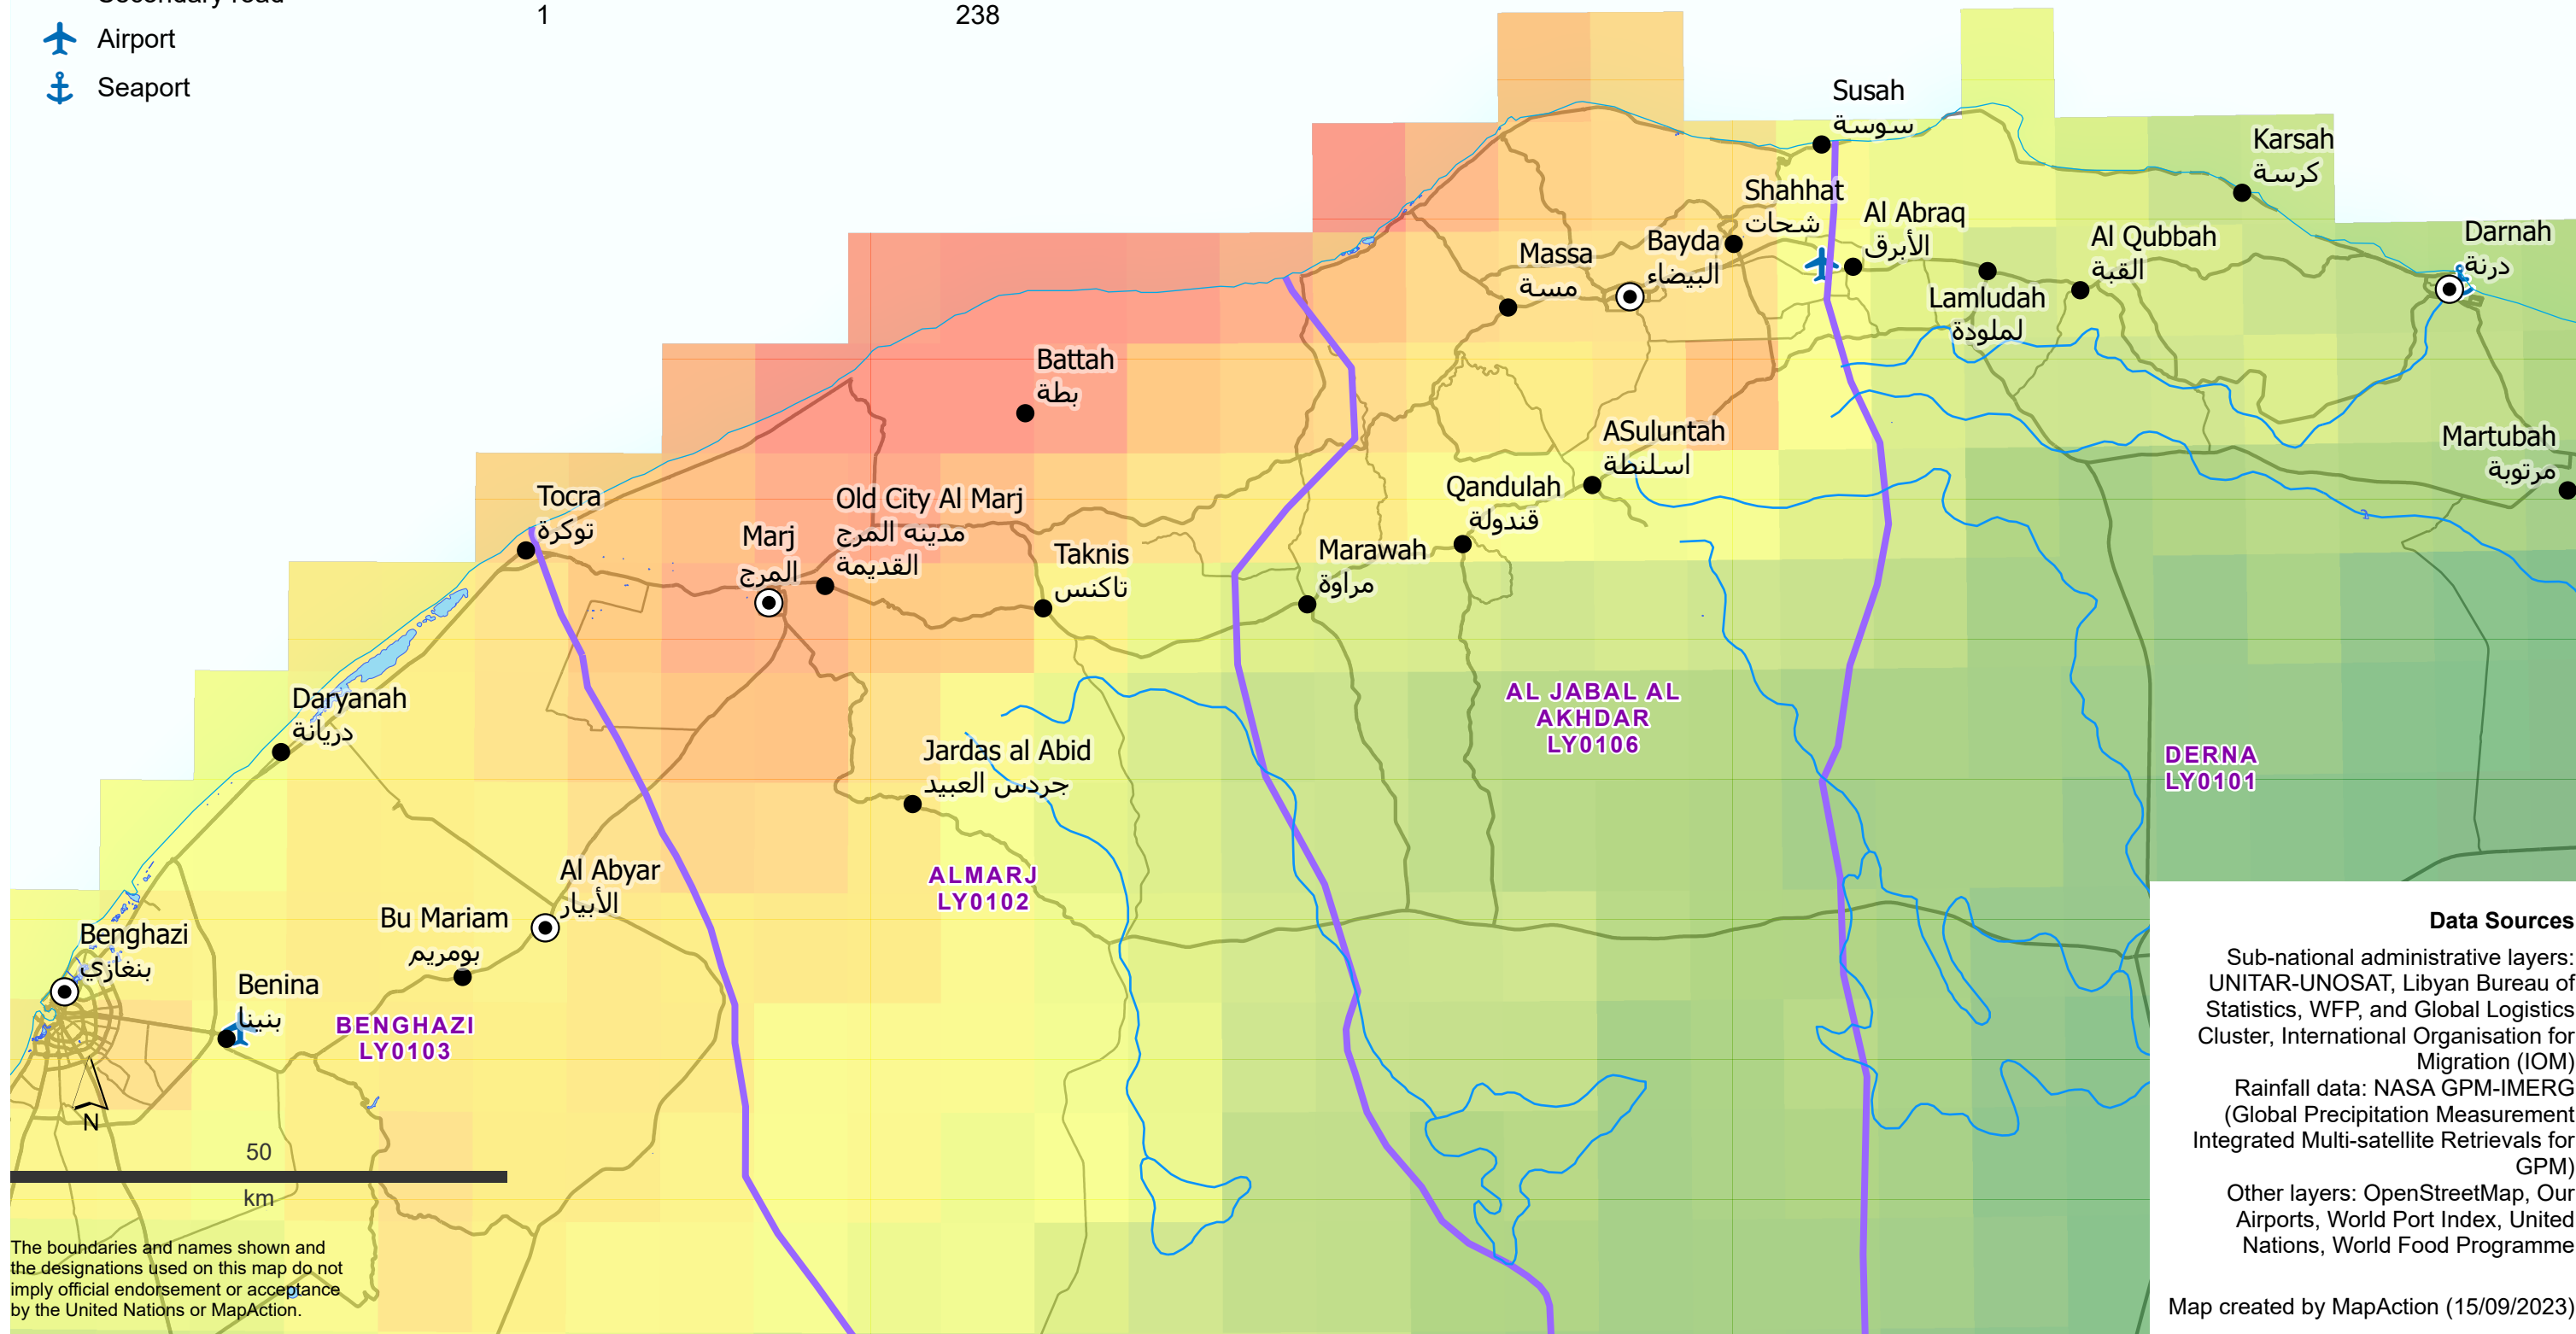 1
238
Airport
Seaport
Susah
سوسة
Karsah
كرسة
Shahhat
شحات
Al Abraq
الأبرق
Al Qubbah
القبة
Darnah
درنة
Massa
مسة
Bayda
البيضاء
Lamludah
لملودة
Battah
بطة
ASuluntah
اسلنطة
Martubah
مرتوبة
Tocra
توكرة
Old City Al Marj
مدينه المرج
القديمة
Marj
المرج
Qandulah
قندولة
Taknis
تاكنس
Marawah
مراوة
Daryanah
دريانة
AL JABAL AL
AKHDAR
LY0106
DERNA
LY0101
Jardas al Abid
جردس العبيد
ALMARJ
LY0102
Al Abyar
الأبيار
Bu Mariam
بومريم
Benghazi
بنغازي
Benina
بنينا
BENGHAZI
LY0103
N
50
km
The boundaries and names shown and
the designations used on this map do not
imply official endorsement or acceptance
by the United Nations or MapAction.
Data Sources
Sub-national administrative layers:
UNITAR-UNOSAT, Libyan Bureau of
Statistics, WFP, and Global Logistics
Cluster, International Organisation for
Migration (IOM)
Rainfall data: NASA GPM-IMERG
(Global Precipitation Measurement
Integrated Multi-satellite Retrievals for
GPM)
Other layers: OpenStreetMap, Our
Airports, World Port Index, United
Nations, World Food Programme
Map created by MapAction (15/09/2023)